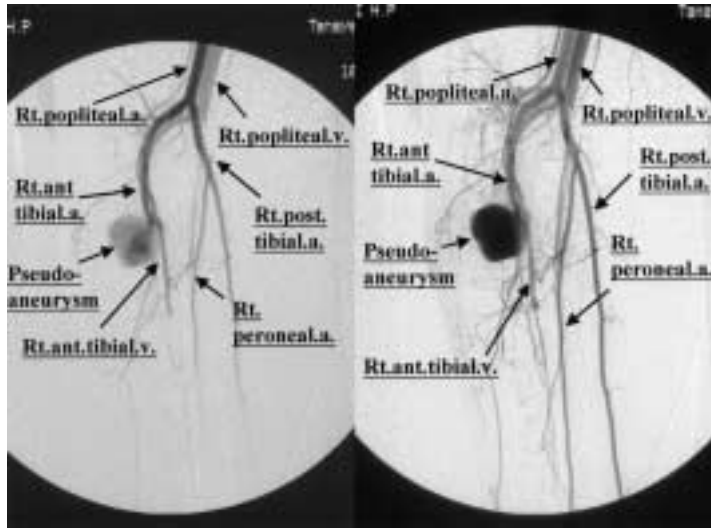 H.P
Tansive
Rt.popliteal.a.
Rt.popliteal.v.
Rt.ant
tibial.a.
Rt.post.
tibial.a.
Pseudo-
aneurysm
Rt.
peroneal.a.
Rt.ant.tibial.v.
H.P
Rt.popliteal.a.
Rt.popliteal.v.
Rt.ant
tibial.a.
Rt.post.
tibial.a.
Pseudo-
aneurysm
Rt.
peroneal.a.
Rt.ant.tibial.v.